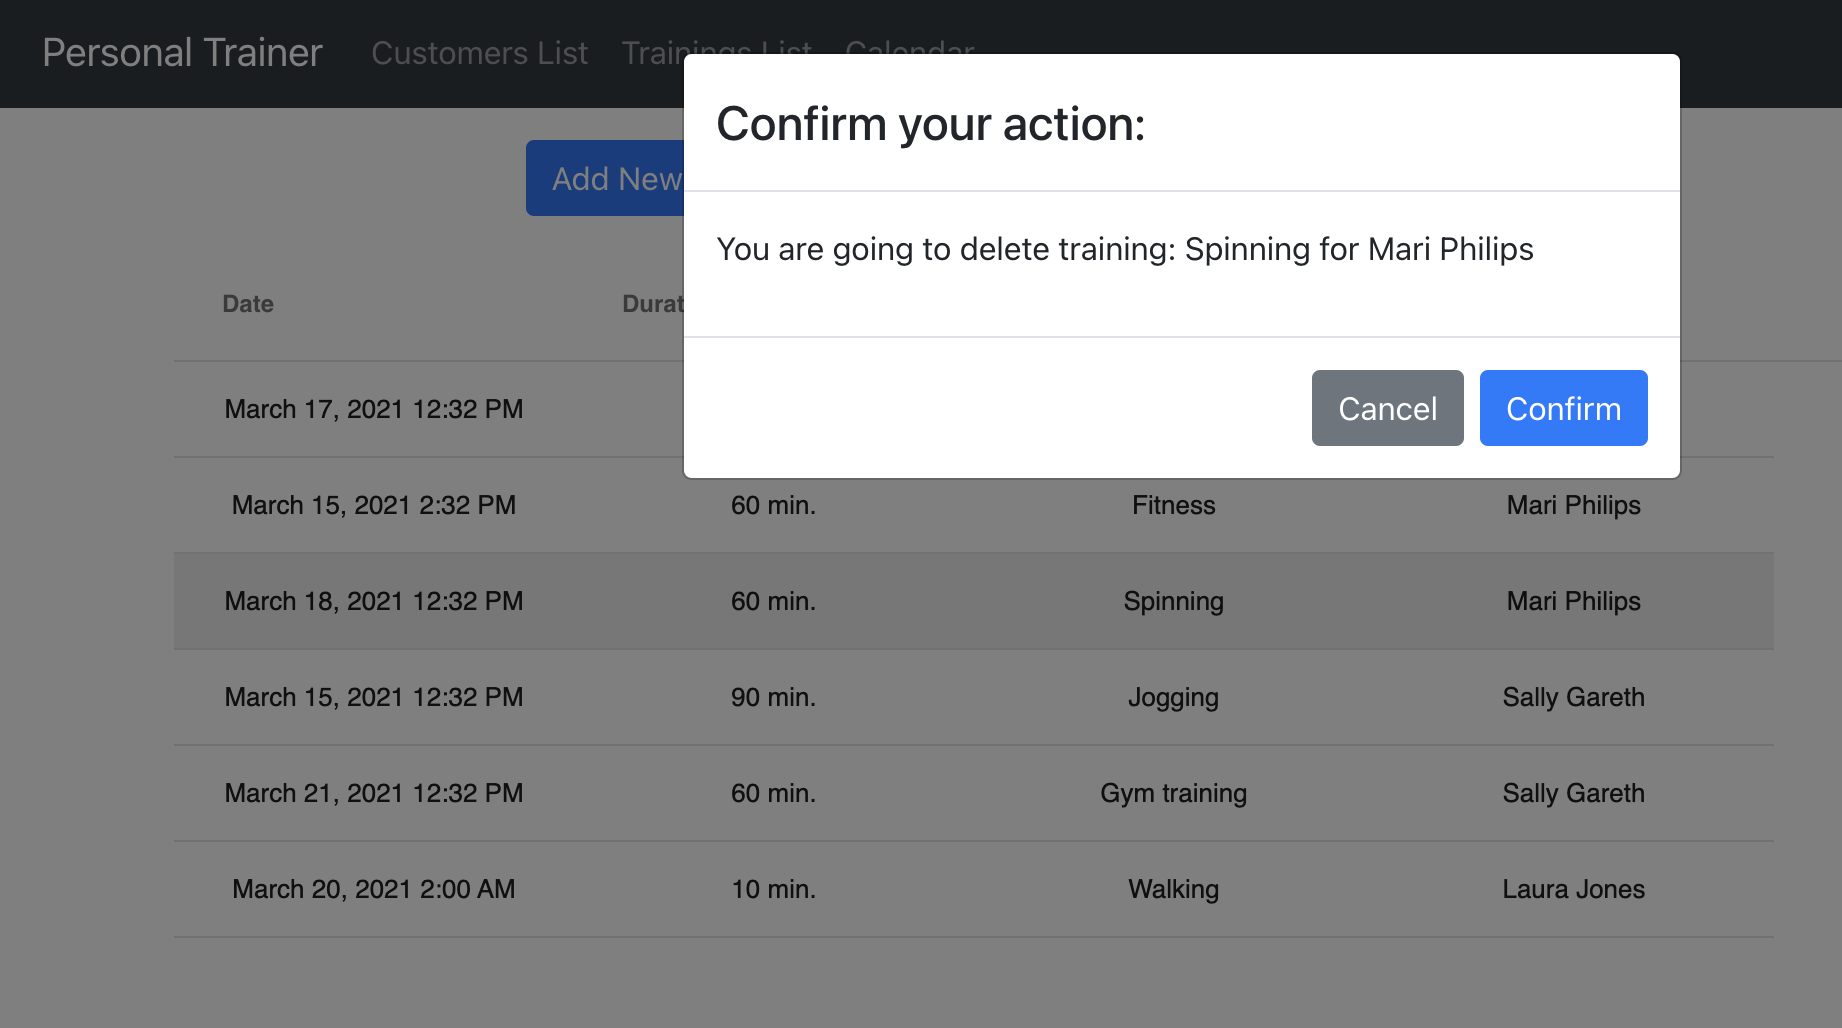 Personal Trainer Customers List Trainings List Calendar
Confirm your action:
Add New
You are going to delete training: Spinning for Mari Philips
Date Durat
Cancel Confirm
March 17, 2021 12:32 PM
March 15, 2021 2:32 PM 60 min. Fitness Mari Philips
March 18, 2021 12:32 PM 60 min. Spinning Mari Philips
March 15, 2021 12:32 PM 90 min. Jogging Sally Gareth
March 21, 2021 12:32 PM 60 min. Gym training Sally Gareth
March 20, 2021 2:00 AM 10 min. Walking Laura Jones